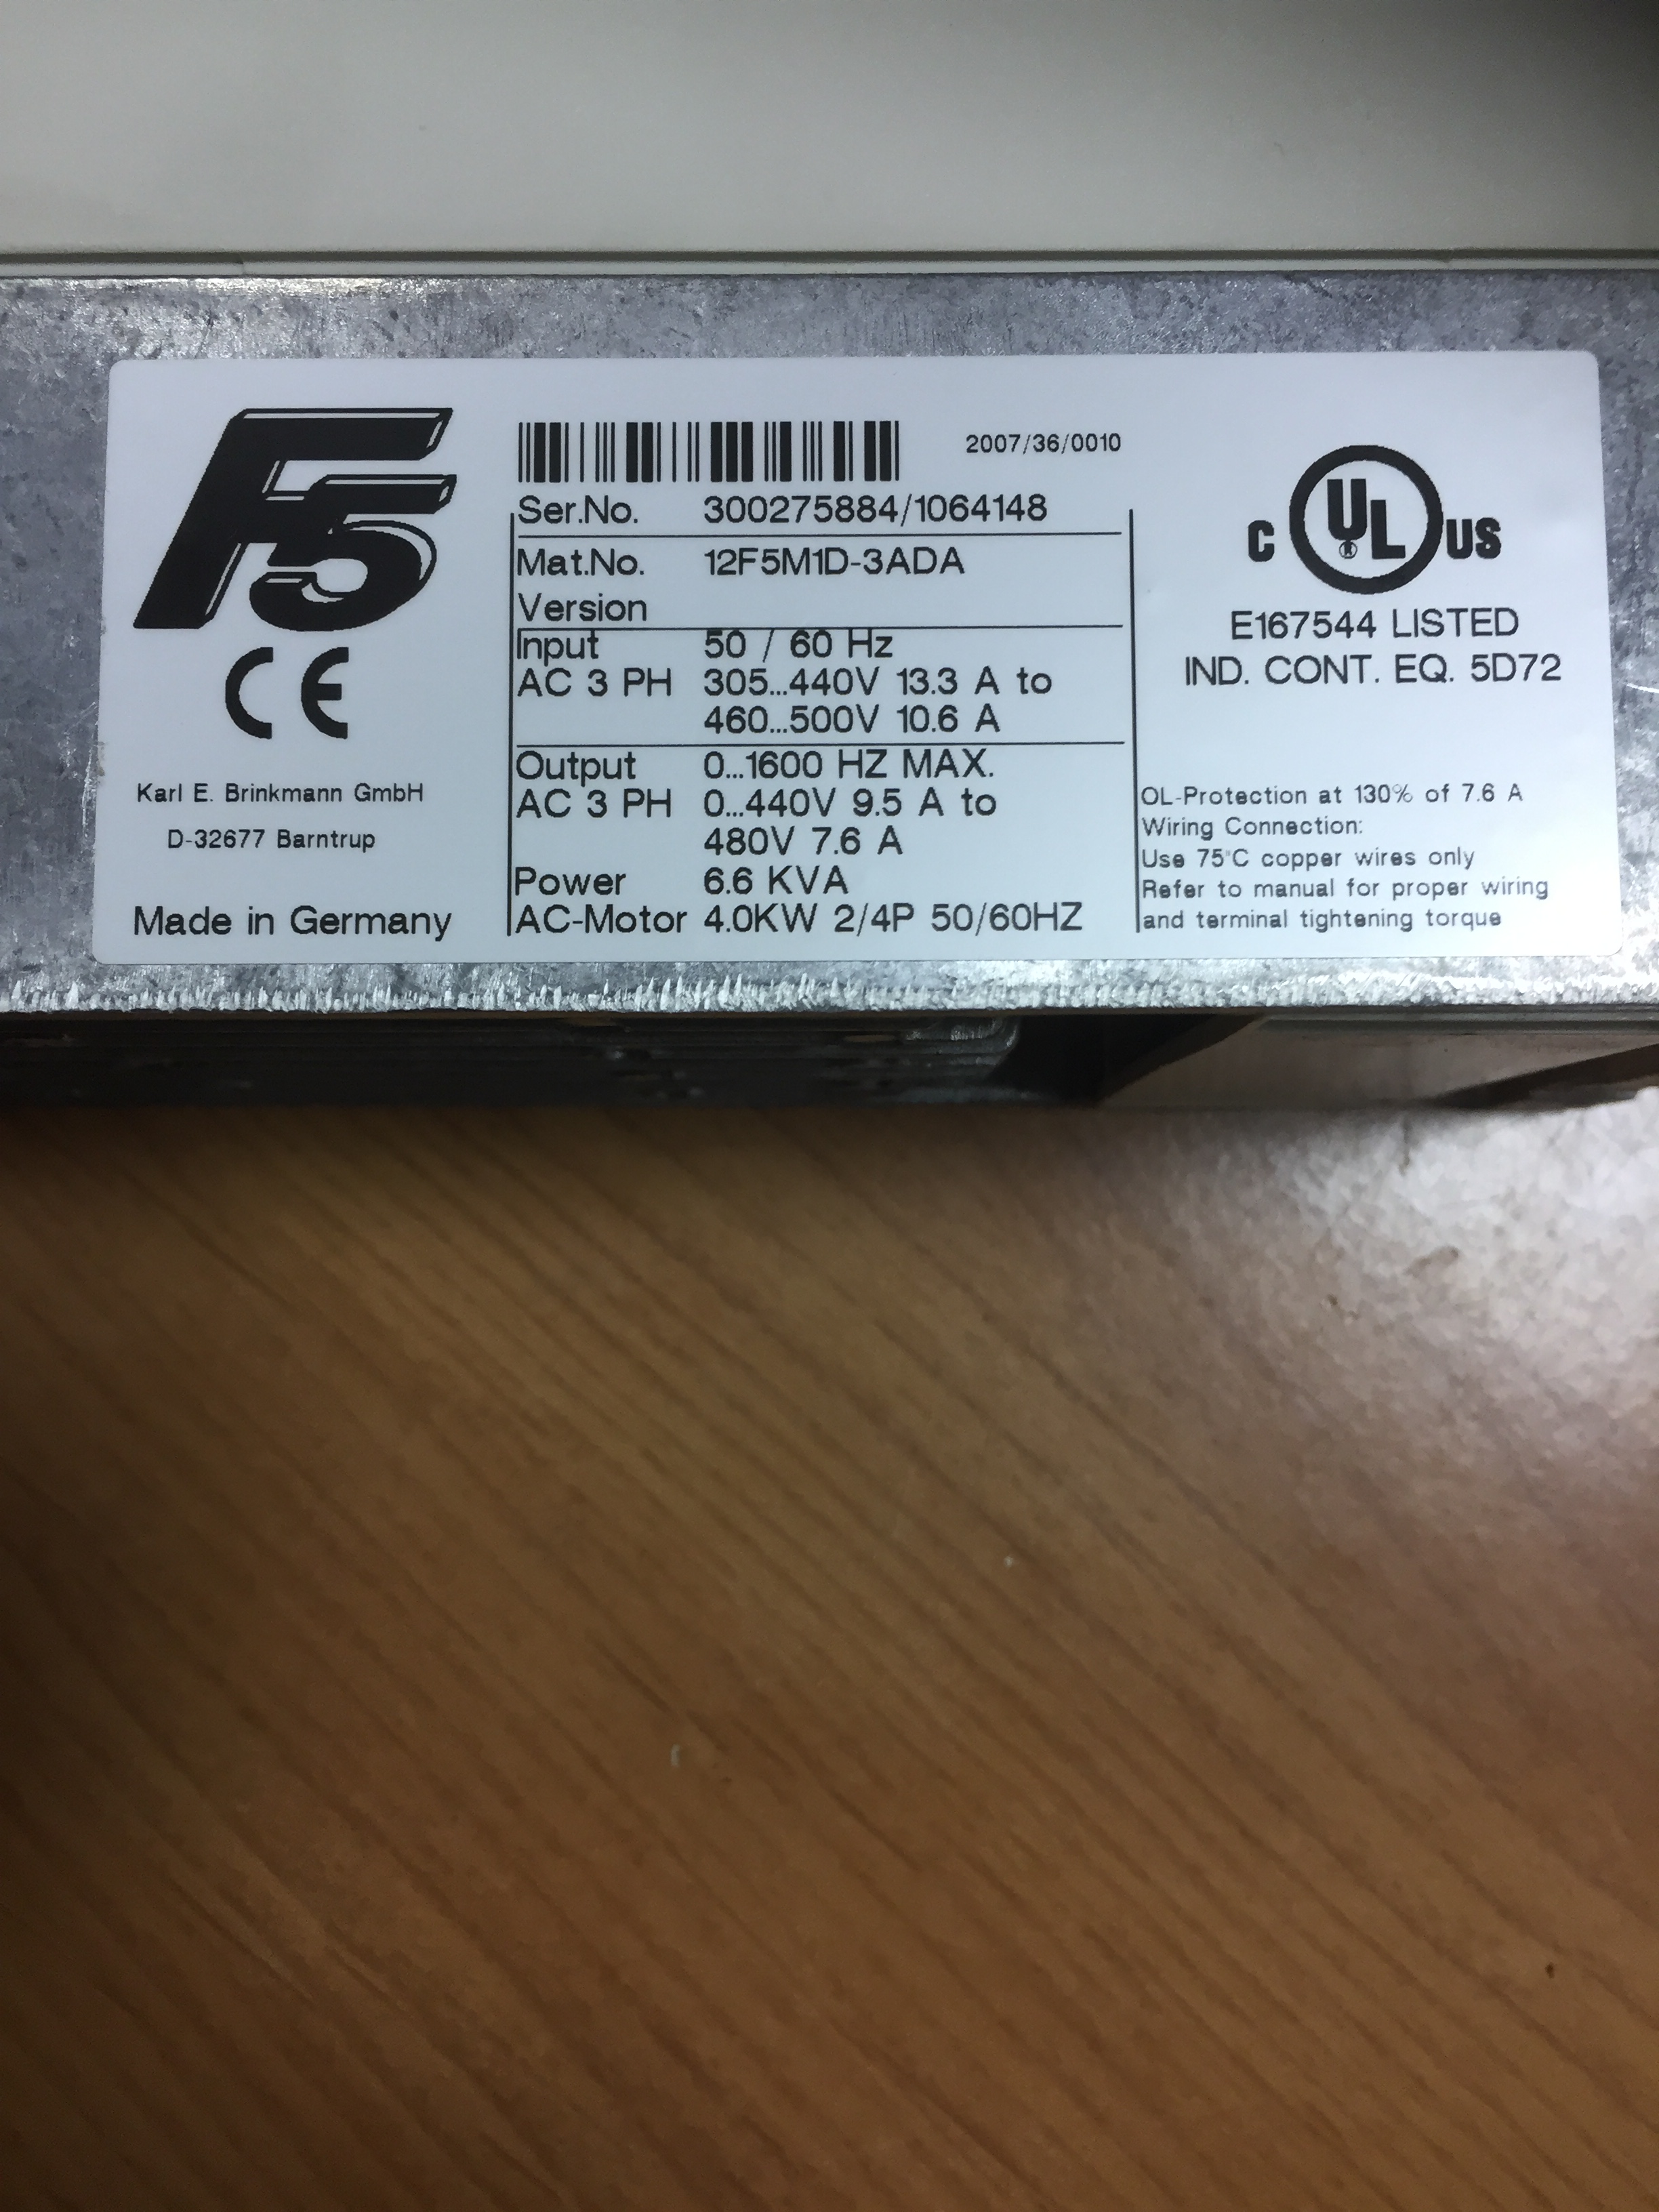 F5
CE
Karl E. Brinkmann GmbH
D-32677 Barntrup
Made in Germany
2007/36/0010
Ser.No. 300275884/1064148
Mat.No. 12F5M1D-3ADA
Version
Input 50 / 60 Hz
AC 3 PH 305...440V 13.3 A to
460...500V 10.6 A
Output 0...1600 HZ MAX.
AC 3 PH 0...440V 9.5 A to
480V 7.6 A
Power 6.6 KVA
AC-Motor 4.0KW 2/4P 50/60HZ
C UL® US
E167544 LISTED
IND. CONT. EQ. 5D72
OL-Protection at 130% of 7.6 A
Wiring Connection:
Use 75°C copper wires only
Refer to manual for proper wiring
and terminal tightening torque